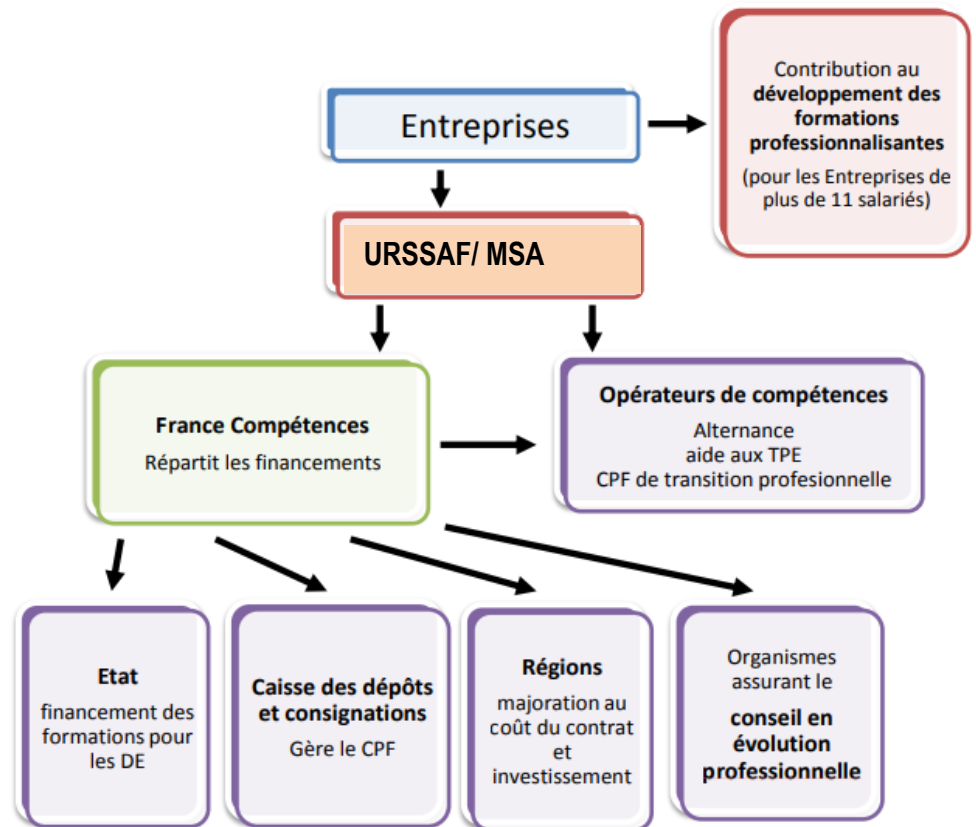 Contribution au
développement des
formations
professionnalisantes
(pour les Entreprises de
plus de 11 salariés)
Entreprises
URSSAF/ MSA
France Compétences
Répartit les financements
Opérateurs de compétences
Alternance
aide aux TPE
CPF de transition profesionnelle
Etat
financement des
formations pour
les DE
Caisse des dépôts
et consignations
Gère le CPF
Régions
majoration au
coût du contrat
et
investissement
Organismes
assurant le
conseil en
évolution
professionnelle